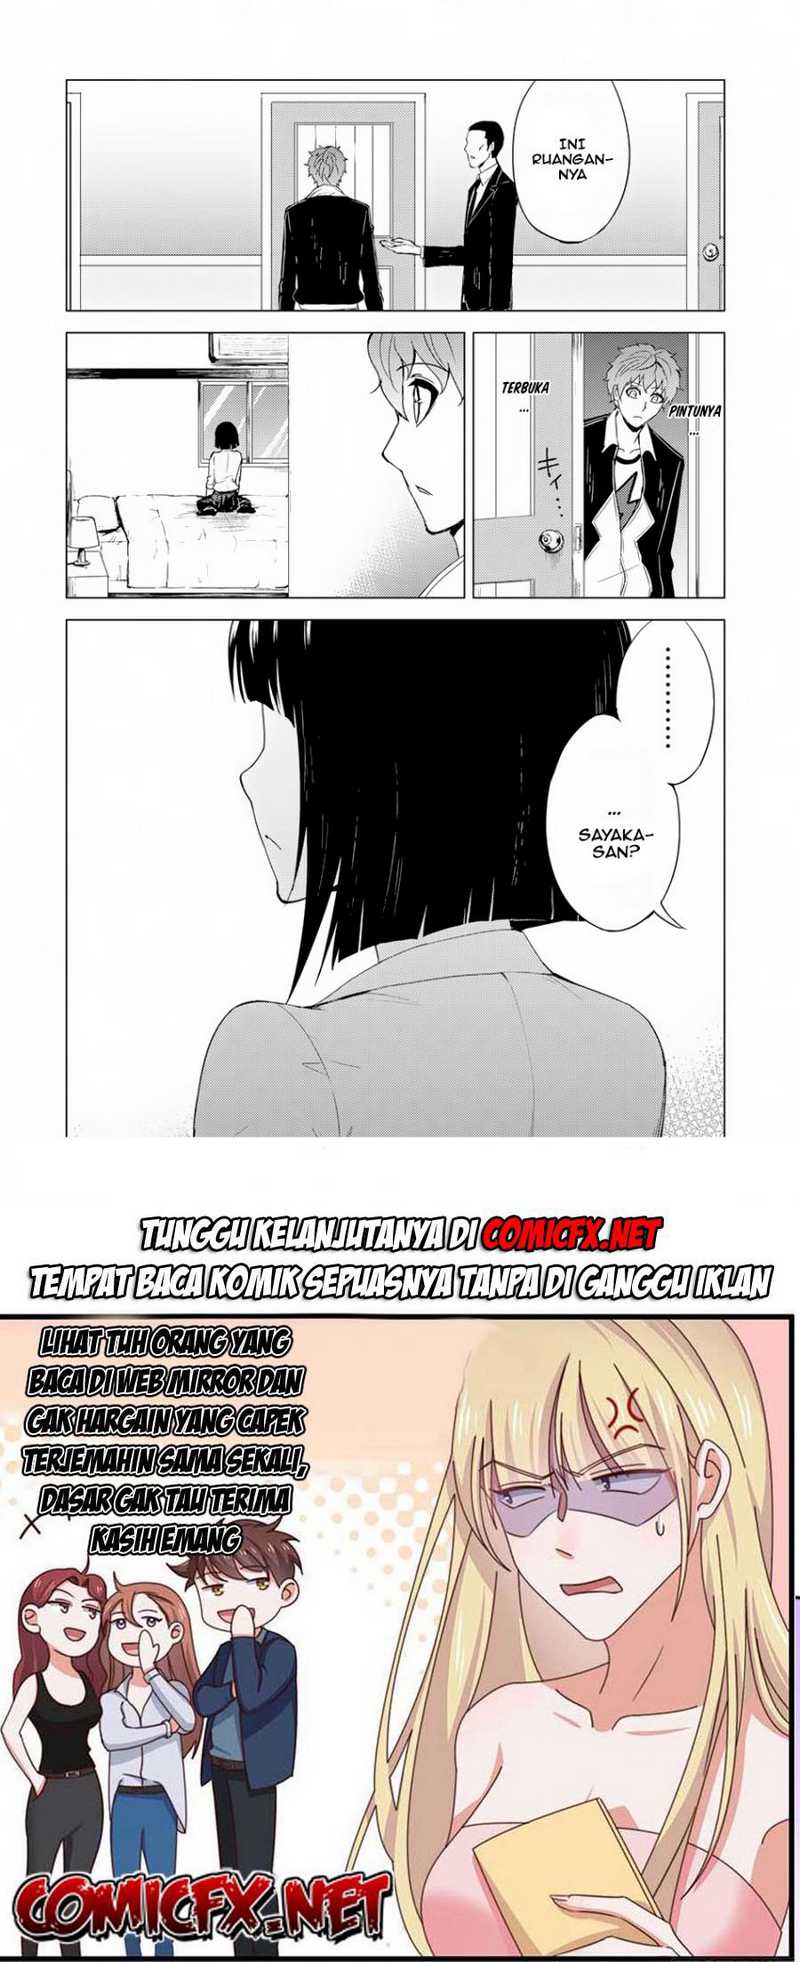 INI
RUANGAN-
NYA
PINTUNYA
...
TERBUKA
...
キィ...
.........
...
SAYAKA-
SAN?
TUNGGU KELANJUTANYA DI COMICFX.NET
TEMPAT BACA KOMIK SEPUASNYA TANPA DI GANGGU IKLAN
LIHAT TUH ORANG YANG
BACA DI WEB MIRROR DAN
GAK HARGAIN YANG CAPEK
TERJEMAHIN SAMA SEKALI,
DASAR GAK TAU TERIMA
KASIH EMANG
COMICFX.NET